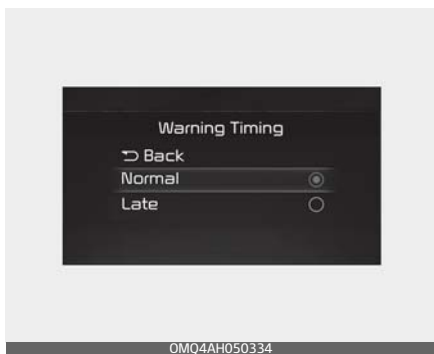 Warning Timing
Back
Normal
Late
OMQ4AH050334